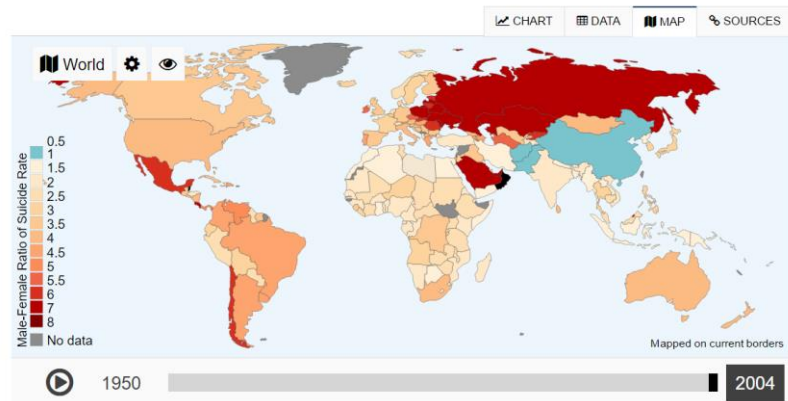 CHART
DATA
MAP
SOURCES
World
Male-Female Ratio of Suicide Rate
0.5
1
1.5
2
2.5
3
3.5
4
4.5
5
5.5
6
7
8
No data
Mapped on current borders
1950
2004